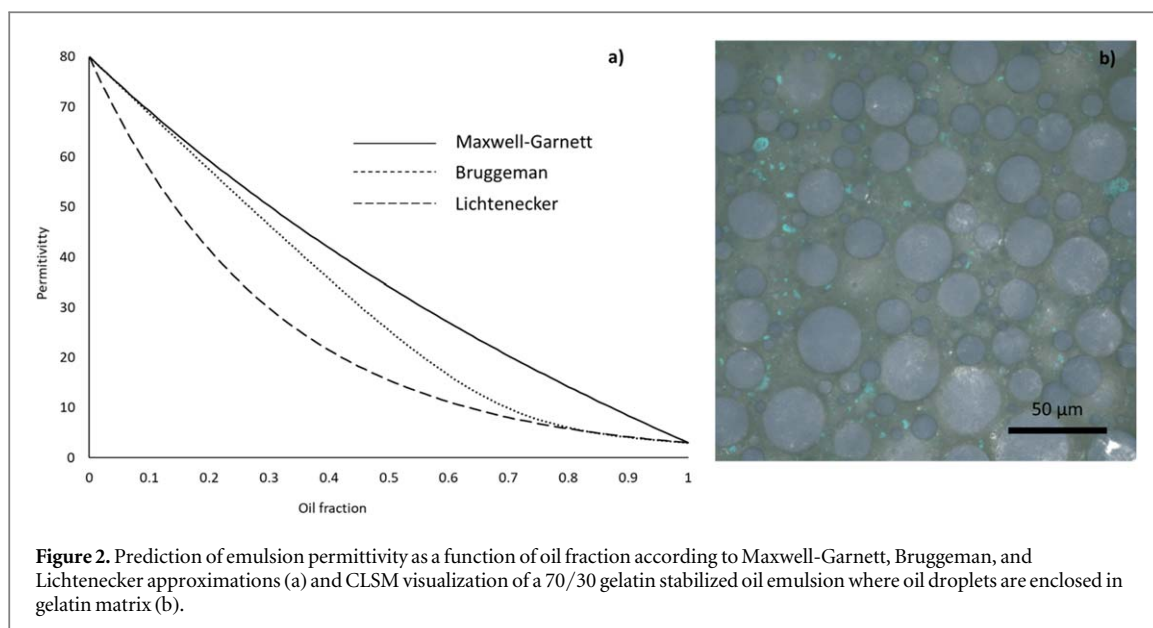 a)
b)
80
70
60
50
40
30
20
10
0
Permitivitty
Maxwell-Garnett
Bruggeman
Lichtenecker
0 0.1 0.2 0.3 0.4 0.5 0.6 0.7 0.8 0.9 1
Oil fraction
50 µm
Figure 2. Prediction of emulsion permittivity as a function of oil fraction according to Maxwell-Garnett, Bruggeman, and
Lichtenecker approximations (a) and CLSM visualization of a 70/30 gelatin stabilized oil emulsion where oil droplets are enclosed in
gelatin matrix (b).